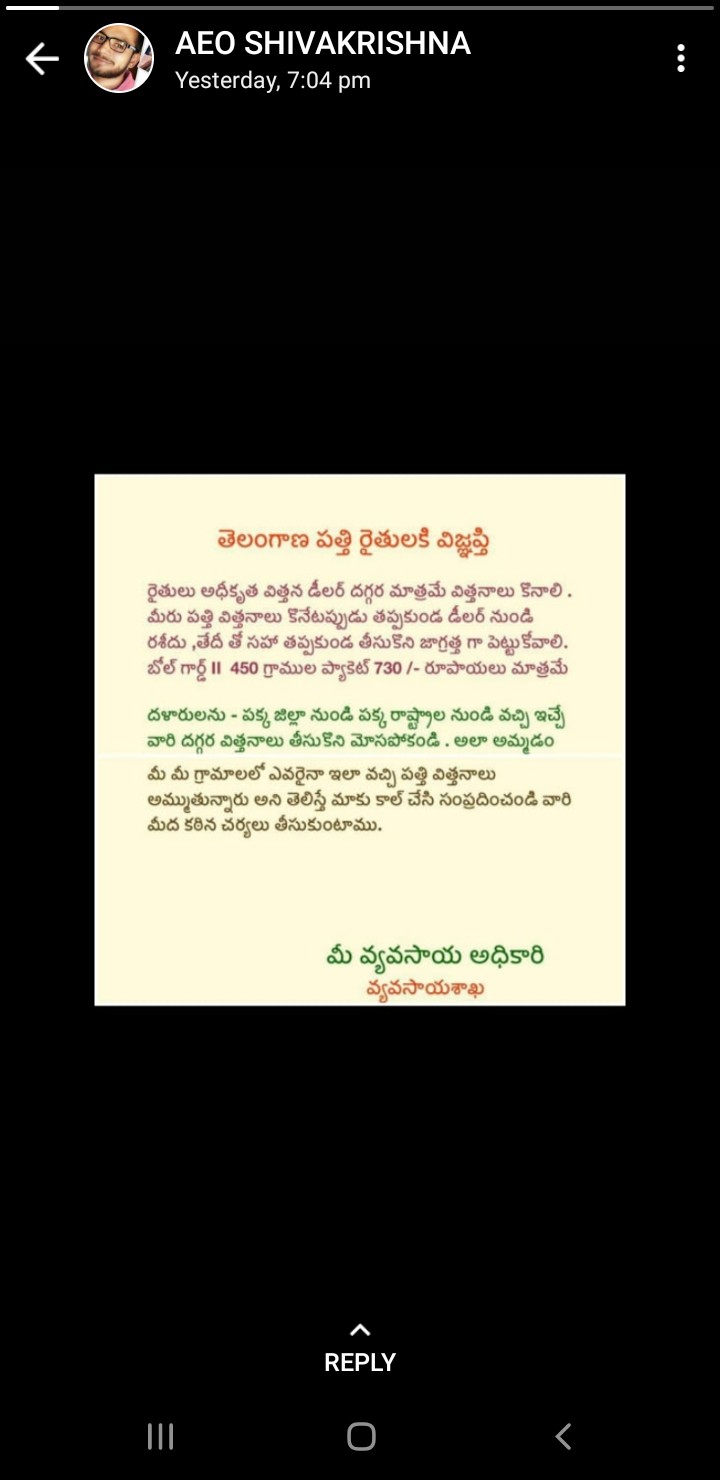 AEO SHIVAKRISHNA
Yesterday, 7:04 pm
తెలంగాణ పత్తి రైతులకి విజ్ఞప్తి
రైతులు అధీకృత విత్తన డీలర్ దగ్గర మాత్రమే విత్తనాలు కొనాలి .
మీరు పత్తి విత్తనాలు కొనేటప్పుడు తప్పకుండ డీలర్ నుండి
రశీదు ,తేదీ తో సహా తప్పకుండ తీసుకొని జాగ్రత్త గా పెట్టుకోవాలి.
బోల్ గార్డ్ II 450 గ్రాముల ప్యాకెట్ 730 /- రూపాయలు మాత్రమే
దళారులను - పక్క జిల్లా నుండి పక్క రాష్ట్రాల నుండి వచ్చి ఇచ్చే
వారి దగ్గర విత్తనాలు తీసుకొని మోసపోకండి . అలా అమ్మడం
మీ మీ గ్రామాలలో ఎవరైనా ఇలా వచ్చి పత్తి విత్తనాలు
అమ్ముతున్నారు అని తెలిస్తే మాకు కాల్ చేసి సంప్రదించండి వారి
మీద కఠిన చర్యలు తీసుకుంటాము.
మీ వ్యవసాయ అధికారి
వ్యవసాయశాఖ
REPLY